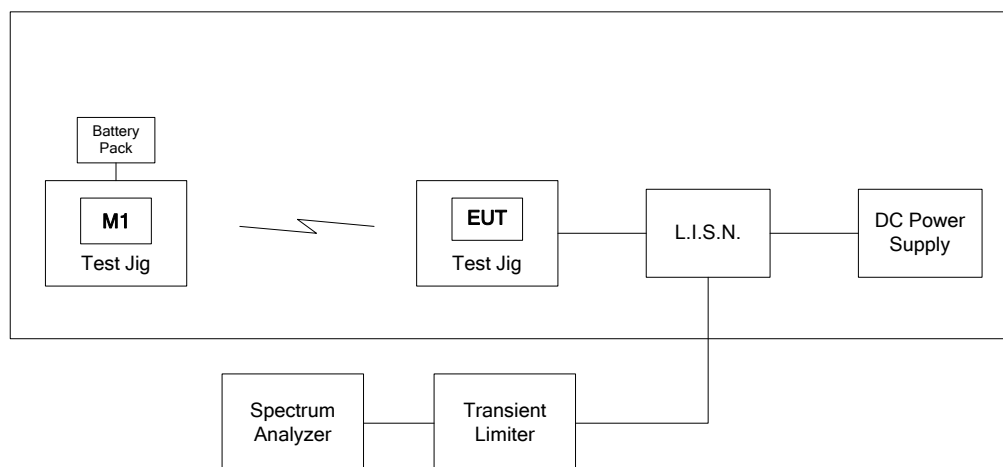 Battery
Pack
M1
Test Jig
EUT
Test Jig
L.I.S.N.
DC Power
Supply
Spectrum
Analyzer
Transient
Limiter